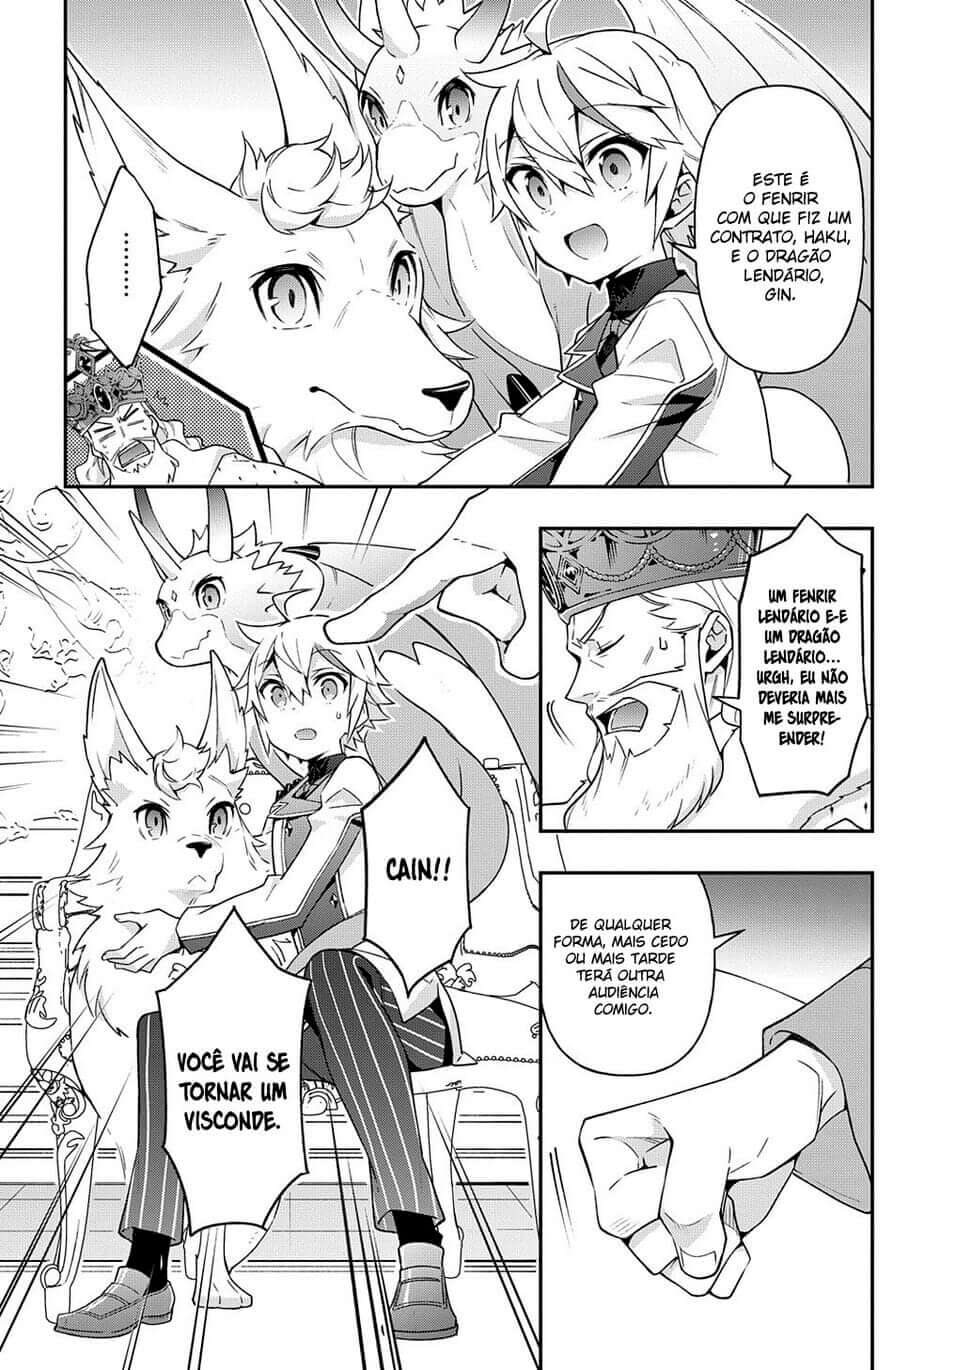 ESTE É
O FENRIR
COM QUE FIZ UM
CONTRATO, HAKU,
E O DRAGÃO
LENDÁRIO,
GIN.
........
UM FENRIR
LENDÁRIO E-E
UM DRAGÃO
LENDÁRIO...
URGH, EU NÃO
DEVERIA MAIS
ME SURPRE-
ENDER!
DE QUALQUER
FORMA, MAIS CEDO
OU MAIS TARDE
TERÁ OUTRA
AUDIÊNCIA
COMIGO.
CAIN!!
VOCÊ VAI SE
TORNAR UM
VISCONDE.